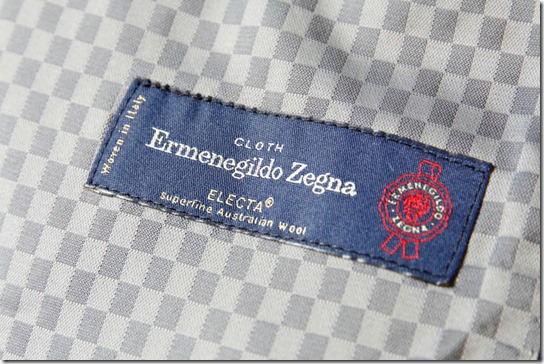 Woven in Italy
CLOTH
Ermenegildo Zegna
ELECTA®
Superfine Australian Wool
ERMENEGILDO
ZEGNA